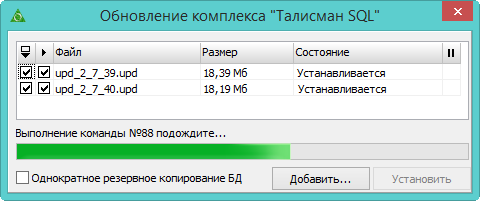 Обновление комплекса "Талисман SQL"
Файл Размер Состояние
upd_2_7_39.upd 18,39 Мб Устанавливается
upd_2_7_40.upd 18,19 Мб Устанавливается
Выполнение команды №88 подождите...
Однократное резервное копирование БД Добавить... Установить